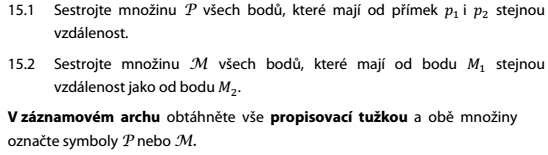 15.1 Sestrojte množinu 𝒫 všech bodů, které mají od přímek p₁ i p₂ stejnou
vzdálenost.
15.2 Sestrojte množinu ℳ všech bodů, které mají od bodu M₁ stejnou
vzdálenost jako od bodu M₂.
V záznamovém archu obtáhněte vše propisovací tužkou a obě množiny
označte symboly 𝒫 nebo ℳ.